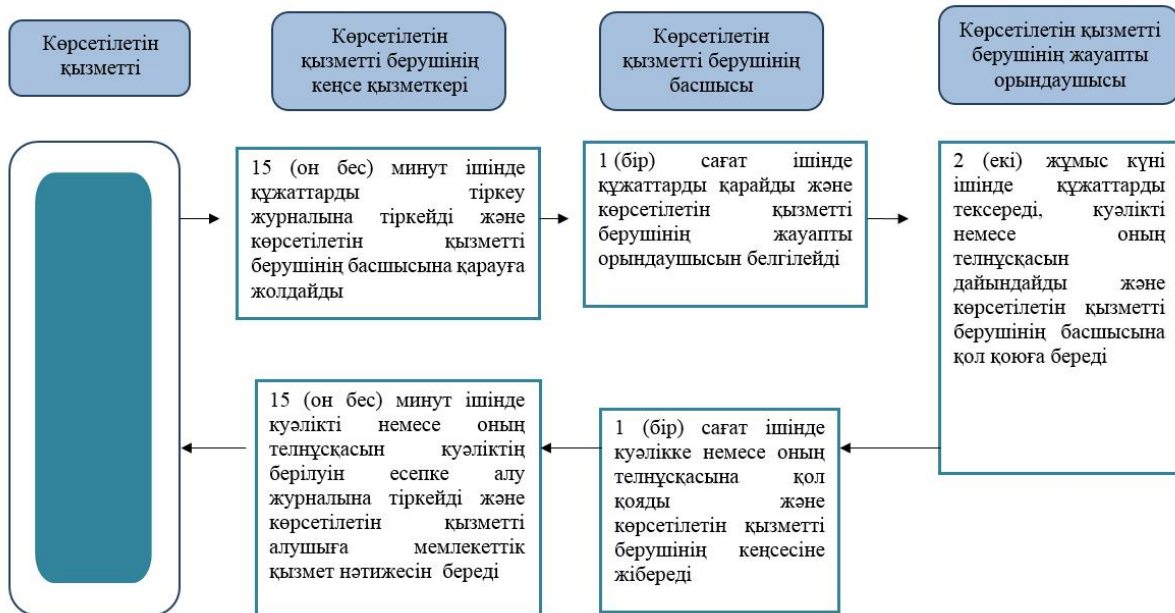 Көрсетілетін
қызметті
Көрсетілетін
қызметті берушінің
кеңсе қызметкері
Көрсетілетін
қызметті берушінің
басшысы
Көрсетілетін қызметті
берушінің жауапты
орындаушысы
15 (он бес) минут ішінде
құжаттарды тіркеу
журналына тіркейді және
көрсетілетін қызметті
берушінің басшысына қарауға
жолдайды
1 (бір) сағат ішінде
құжаттарды қарайды және
көрсетілетін қызметті
берушінің жауапты
орындаушысын белгілейді
2 (екі) жұмыс күні
ішінде құжаттарды
тексереді, куәлікті
немесе оның
телнұсқасын
дайындайды және
көрсетілетін қызметті
берушінің басшысына
қол қоюға береді
15 (он бес) минут ішінде
куәлікті немесе оның
телнұсқасын куәліктің
берілуін есепке алу
журналына тіркейді және
көрсетілетін қызметті
алушыға мемлекеттік
қызмет нәтижесін береді
1 (бір) сағат ішінде
куәлікке немесе оның
телнұсқасына қол
қояды және
көрсетілетін қызметті
берушінің кеңсесіне
жібереді